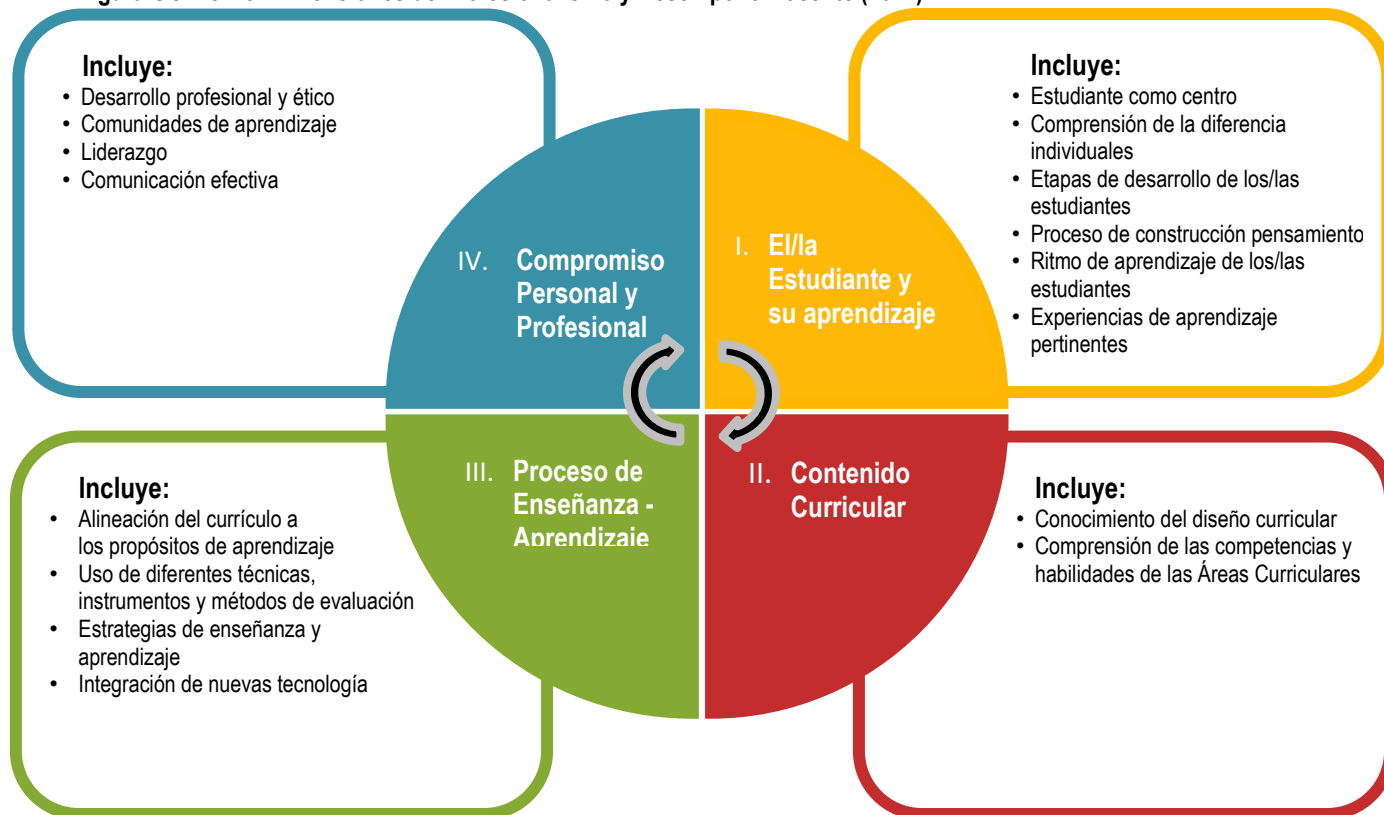 Incluye:
• Desarrollo profesional y ético
• Comunidades de aprendizaje
• Liderazgo
• Comunicación efectiva
Incluye:
• Estudiante como centro
• Comprensión de la diferencia
individuales
• Etapas de desarrollo de los/las
estudiantes
• Proceso de construcción pensamiento
• Ritmo de aprendizaje de los/las
estudiantes
• Experiencias de aprendizaje
pertinentes
IV. Compromiso
Personal y
Profesional
I. El/la
Estudiante y
su aprendizaje
III. Proceso de
Enseñanza -
Aprendizaje
II. Contenido
Curricular
Incluye:
• Alineación del currículo a
los propósitos de aprendizaje
• Uso de diferentes técnicas,
instrumentos y métodos de evaluación
• Estrategias de enseñanza y
aprendizaje
• Integración de nuevas tecnología
Incluye:
• Conocimiento del diseño curricular
• Comprensión de las competencias y
habilidades de las Áreas Curriculares